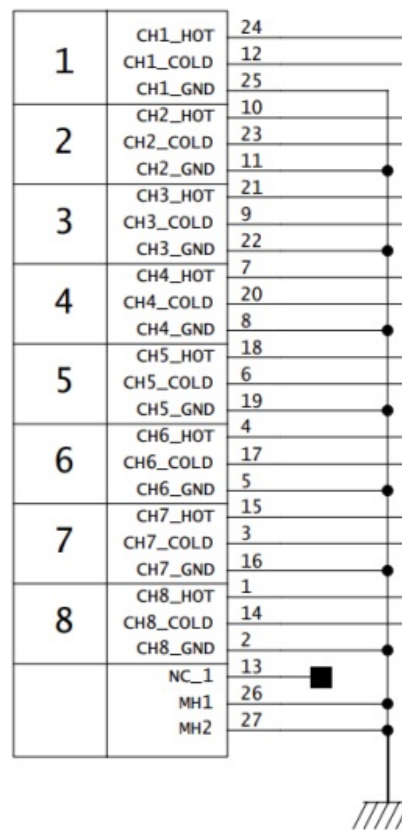 1 CH1_HOT 24
CH1_COLD 12
CH1_GND 25
2 CH2_HOT 10
CH2_COLD 23
CH2_GND 11
3 CH3_HOT 21
CH3_COLD 9
CH3_GND 22
4 CH4_HOT 7
CH4_COLD 20
CH4_GND 8
5 CH5_HOT 18
CH5_COLD 6
CH5_GND 19
6 CH6_HOT 4
CH6_COLD 17
CH6_GND 5
7 CH7_HOT 15
CH7_COLD 3
CH7_GND 16
8 CH8_HOT 1
CH8_COLD 14
CH8_GND 2
NC_1 13
MH1 26
MH2 27